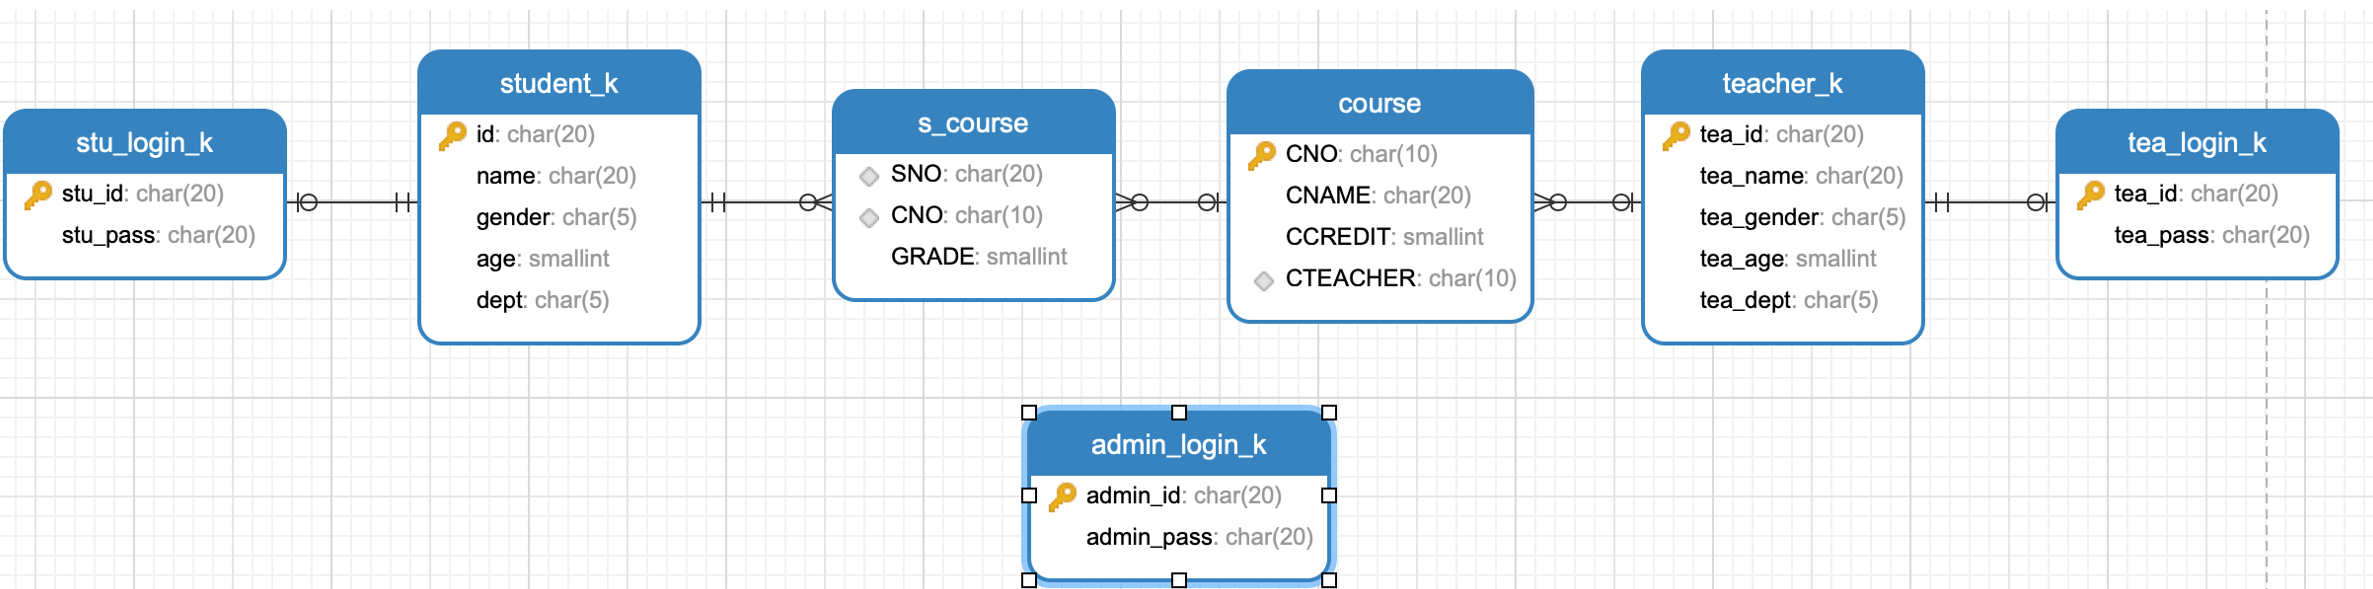 stu_login_k
stu_id: char(20)
stu_pass: char(20)
student_k
id: char(20)
name: char(20)
gender: char(5)
age: smallint
dept: char(5)
s_course
SNO: char(20)
CNO: char(10)
GRADE: smallint
course
CNO: char(10)
CNAME: char(20)
CCREDIT: smallint
CTEACHER: char(10)
teacher_k
tea_id: char(20)
tea_name: char(20)
tea_gender: char(5)
tea_age: smallint
tea_dept: char(5)
tea_login_k
tea_id: char(20)
tea_pass: char(20)
admin_login_k
admin_id: char(20)
admin_pass: char(20)